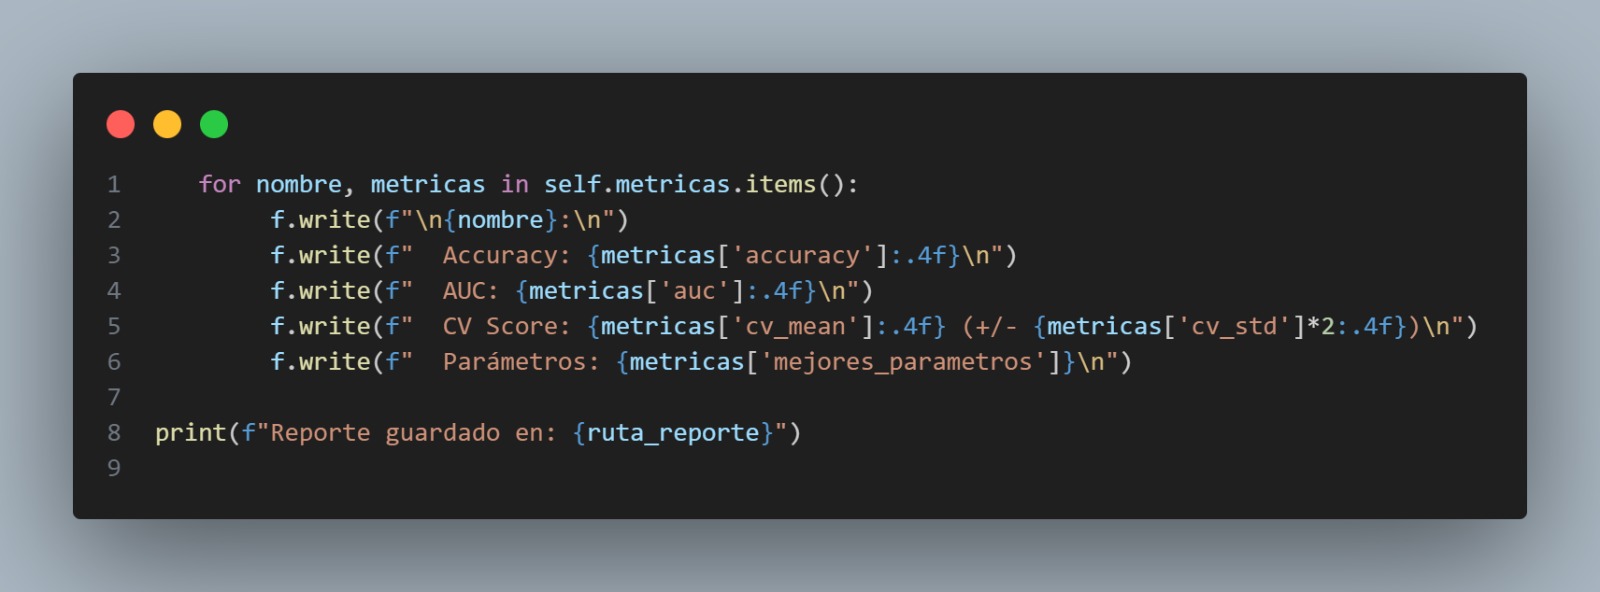 1 for nombre, metricas in self.metricas.items():
2 f.write(f"\n{nombre}:\n")
3 f.write(f"  Accuracy: {metricas['accuracy']:.4f}\n")
4 f.write(f"  AUC: {metricas['auc']:.4f}\n")
5 f.write(f"  CV Score: {metricas['cv_mean']:.4f} (+/- {metricas['cv_std']*2:.4f})\n")
6 f.write(f"  Parámetros: {metricas['mejores_parametros']}\n")
7
8 print(f"Reporte guardado en: {ruta_reporte}")
9